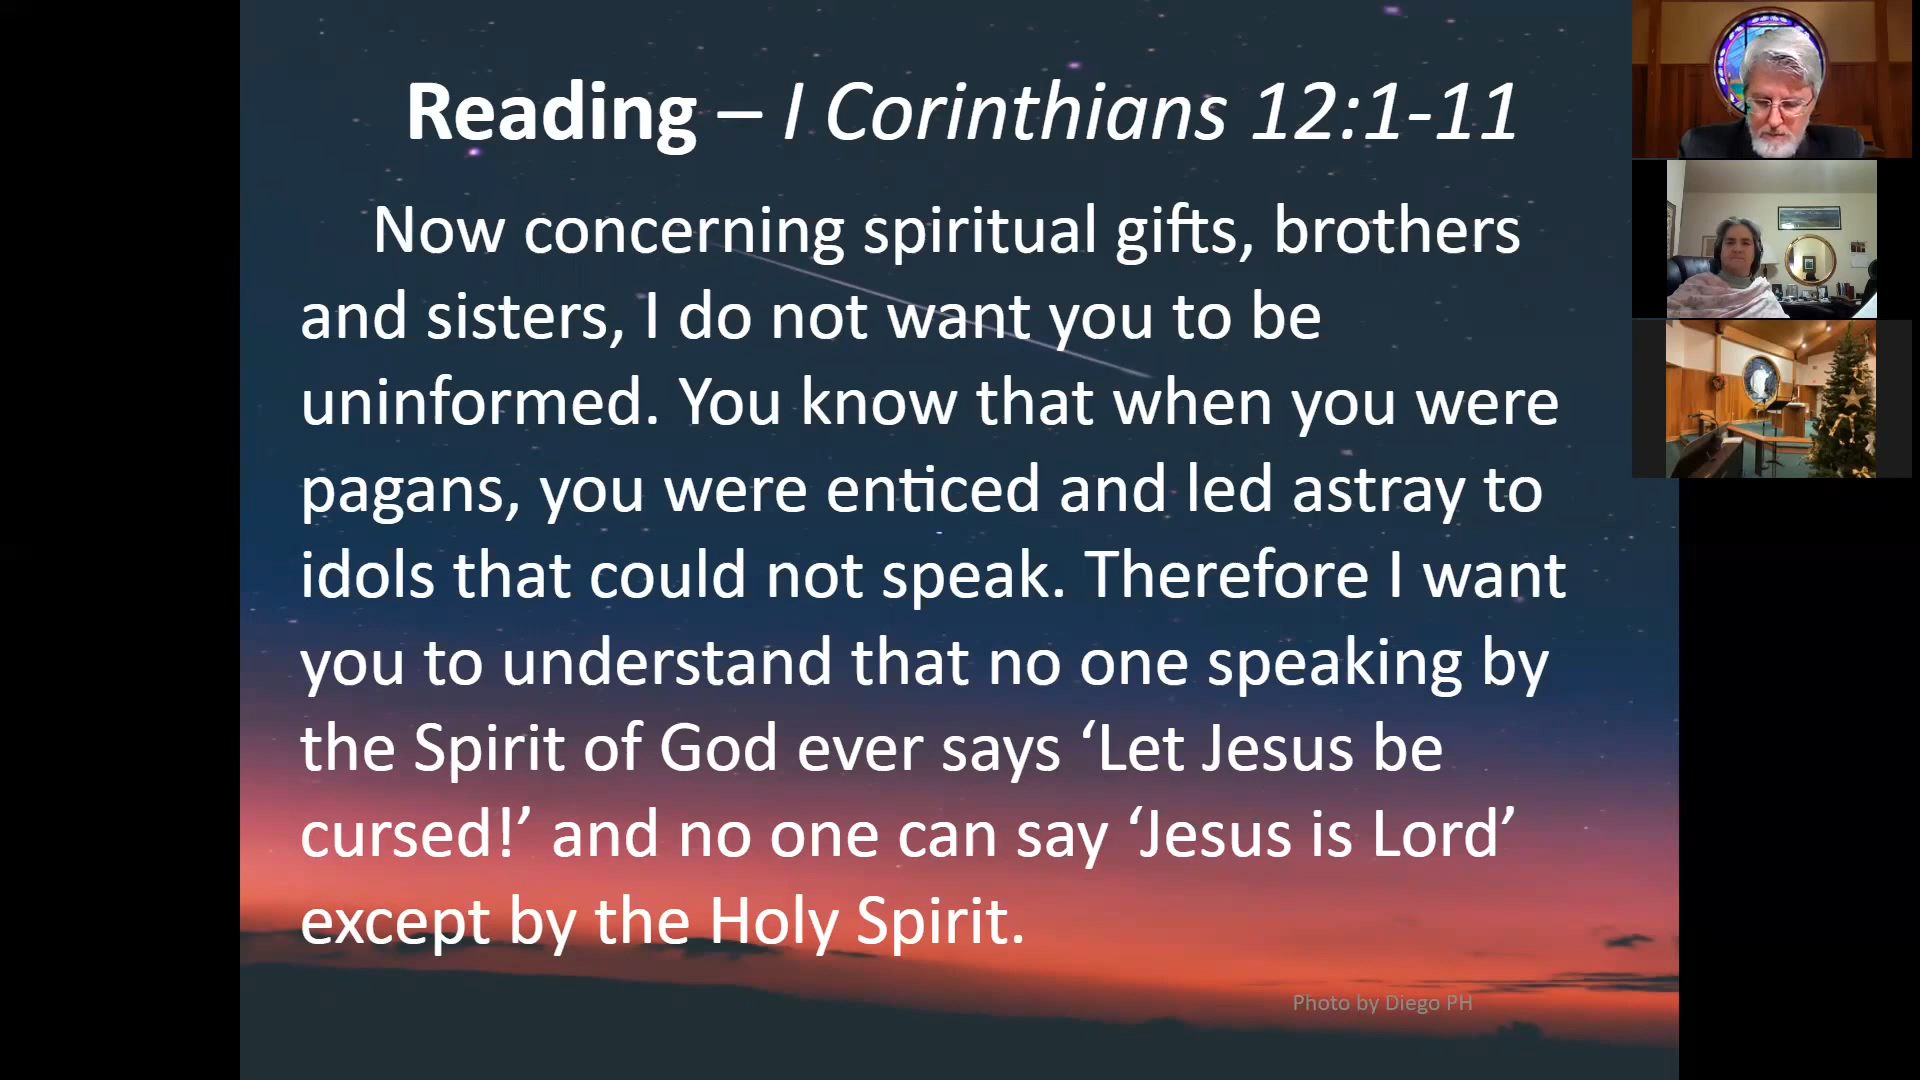 Reading – I Corinthians 12:1-11
Now concerning spiritual gifts, brothers
and sisters, I do not want you to be
uninformed. You know that when you were
pagans, you were enticed and led astray to
idols that could not speak. Therefore I want
you to understand that no one speaking by
the Spirit of God ever says ‘Let Jesus be
cursed!’ and no one can say ‘Jesus is Lord’
except by the Holy Spirit.
Photo by Diego PH